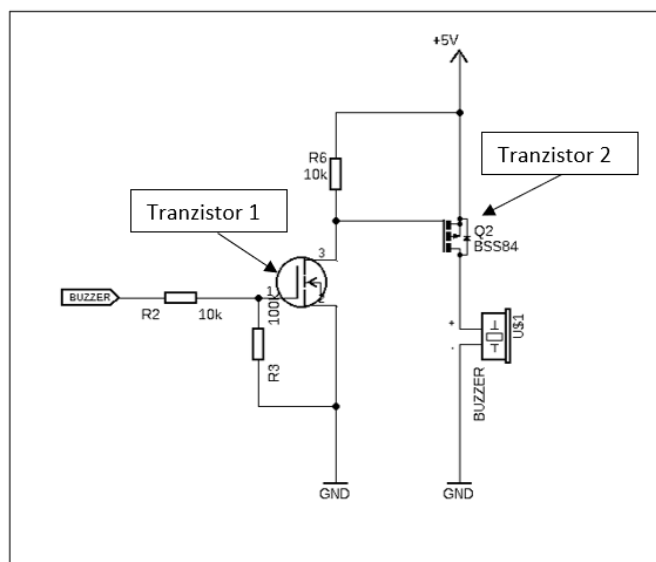 +5V
R6
10k
Tranzistor 2
Tranzistor 1
Q2
BSS84
3
1
2
100k
BUZZER
R2
10k
R3
+
-
U$1
BUZZER
GND
GND